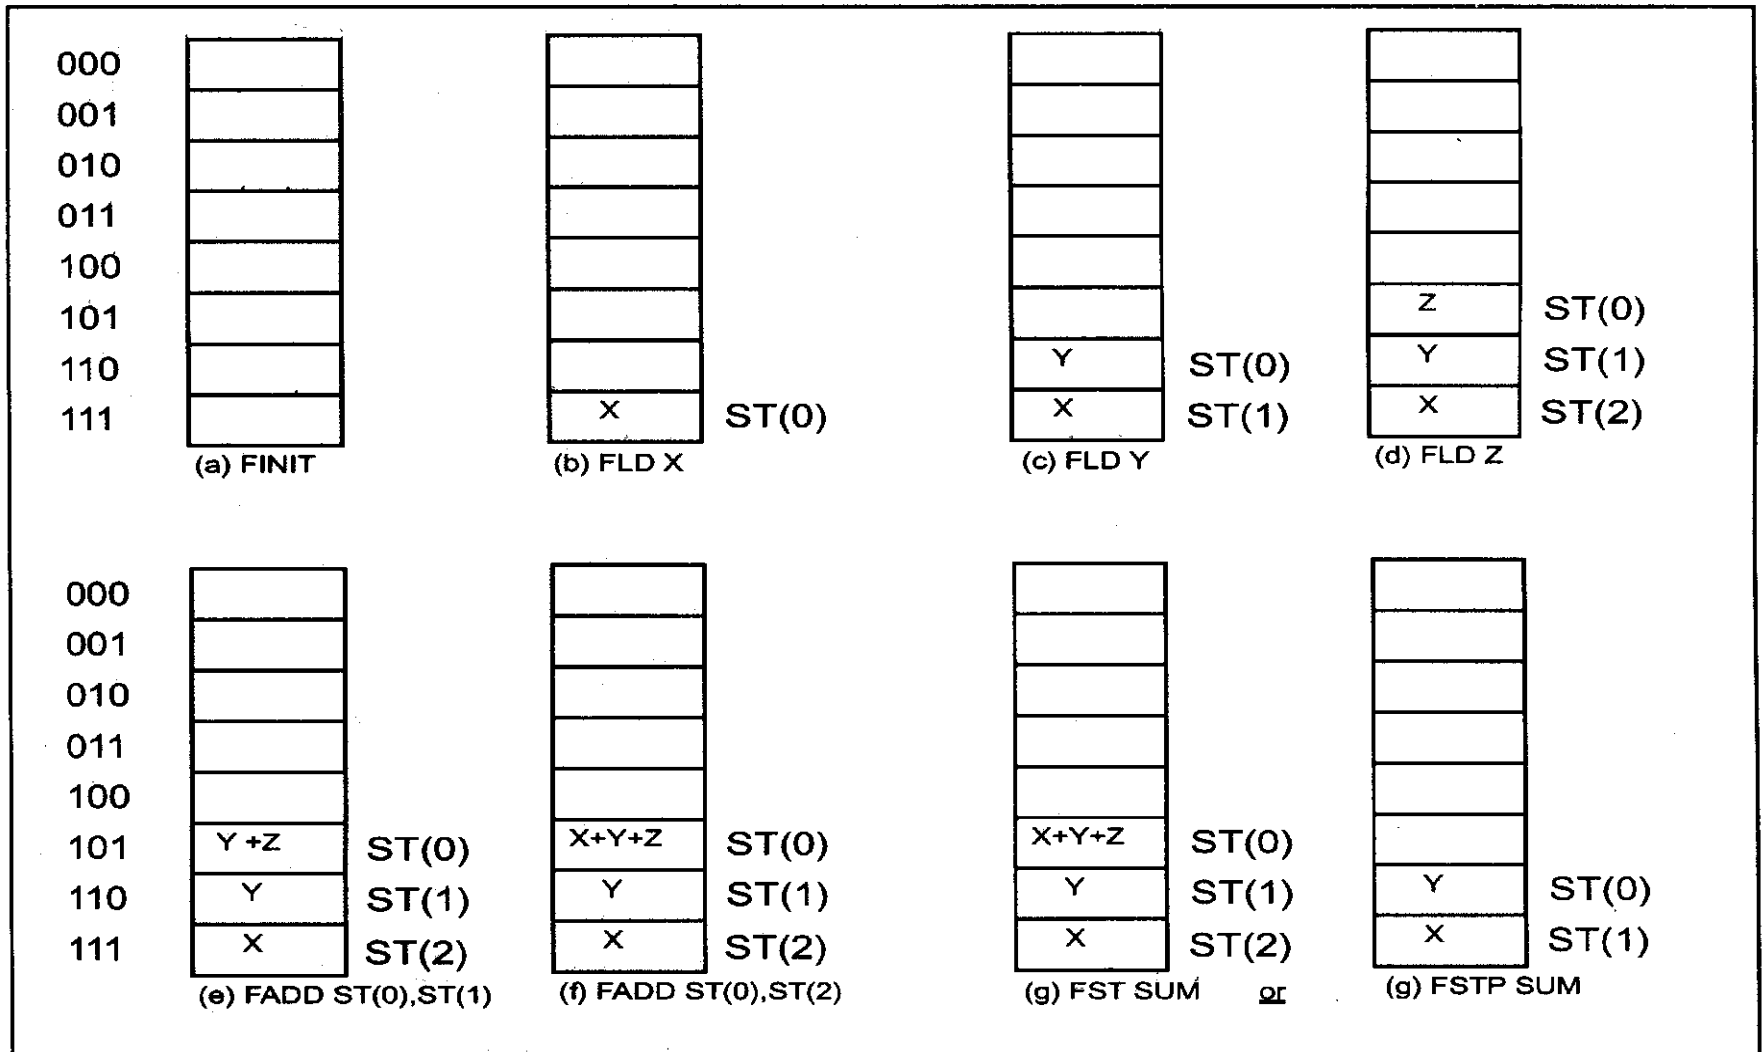 000
001
010
011
100
101 Z ST(0)
110 Y ST(0) Y ST(1)
111 X ST(0) X ST(1) X ST(2)
(a) FINIT (b) FLD X (c) FLD Y (d) FLD Z
000
001
010
011
100
101 Y +Z ST(0) X+Y+Z ST(0) X+Y+Z ST(0)
110 Y ST(1) Y ST(1) Y ST(1) Y ST(0)
111 X ST(2) X ST(2) X ST(2) X ST(1)
(e) FADD ST(0),ST(1) (f) FADD ST(0),ST(2) (g) FST SUM or (g) FSTP SUM